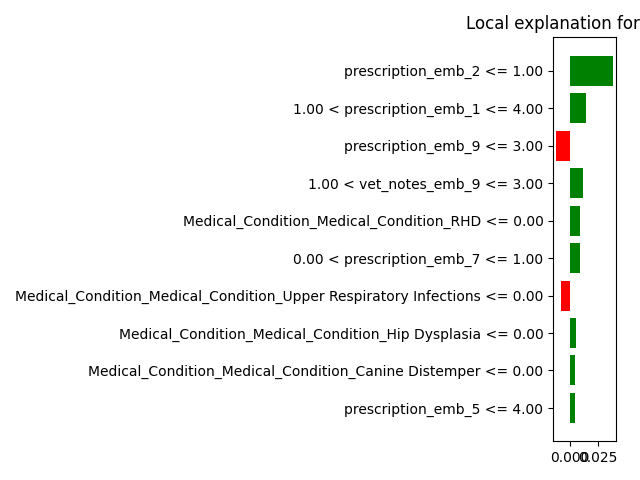 Local explanation for
prescription_emb_2 <= 1.00
1.00 < prescription_emb_1 <= 4.00
prescription_emb_9 <= 3.00
1.00 < vet_notes_emb_9 <= 3.00
Medical_Condition_Medical_Condition_RHD <= 0.00
0.00 < prescription_emb_7 <= 1.00
Medical_Condition_Medical_Condition_Upper Respiratory Infections <= 0.00
Medical_Condition_Medical_Condition_Hip Dysplasia <= 0.00
Medical_Condition_Medical_Condition_Canine Distemper <= 0.00
prescription_emb_5 <= 4.00
0.000 0.025